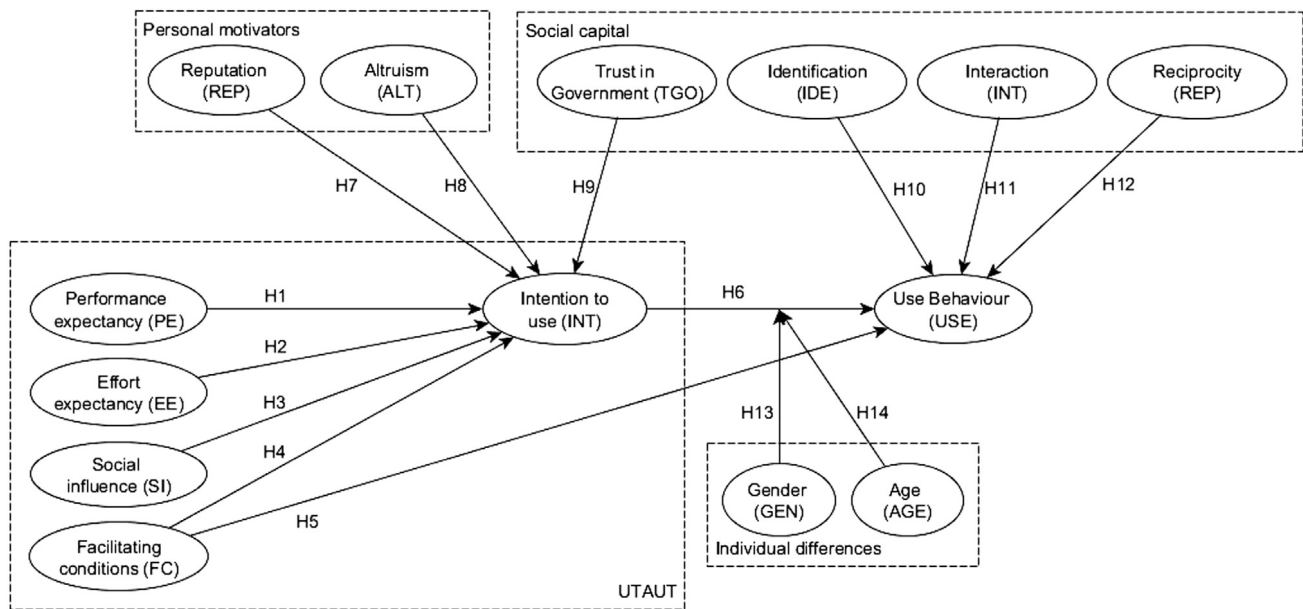 Personal motivators
Reputation
(REP)
Altruism
(ALT)
Social capital
Trust in
Government (TGO)
Identification
(IDE)
Interaction
(INT)
Reciprocity
(REP)
H7
H8
H9
H10
H11
H12
Performance
expectancy (PE)
H1
Intention to
use (INT)
H6
Use Behaviour
(USE)
Effort
expectancy (EE)
H2
Social
influence (SI)
H3
H4
Facilitating
conditions (FC)
H5
UTAUT
H13
H14
Gender
(GEN)
Age
(AGE)
Individual differences